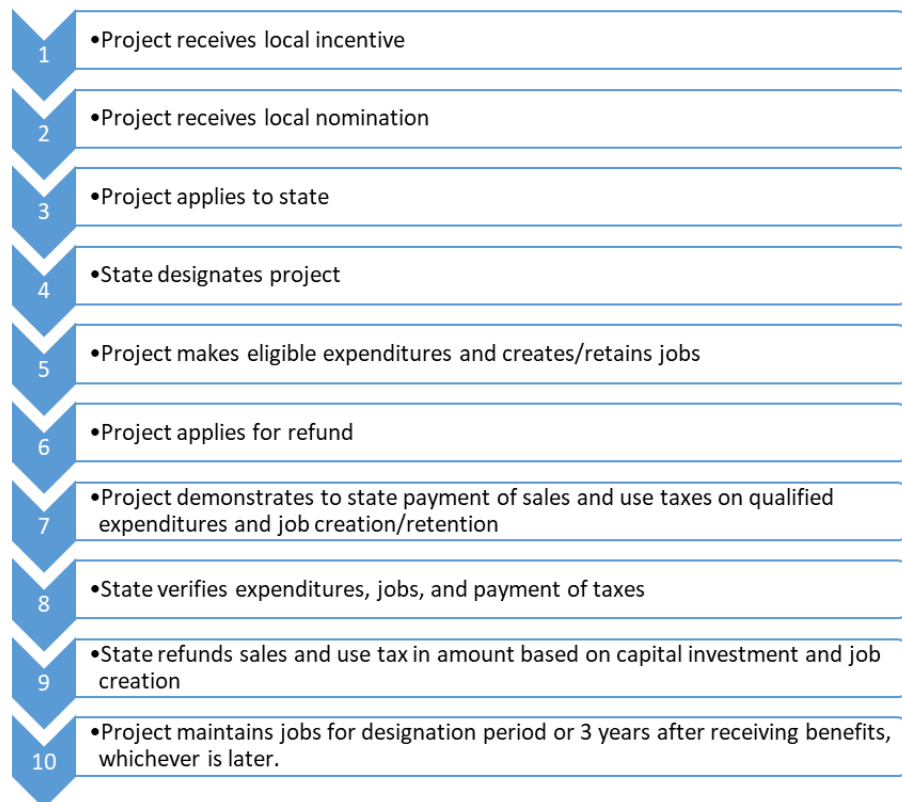 1
•Project receives local incentive
2
•Project receives local nomination
3
•Project applies to state
4
•State designates project
5
•Project makes eligible expenditures and creates/retains jobs
6
•Project applies for refund
7
•Project demonstrates to state payment of sales and use taxes on qualified
expenditures and job creation/retention
8
•State verifies expenditures, jobs, and payment of taxes
9
•State refunds sales and use tax in amount based on capital investment and job
creation
10
•Project maintains jobs for designation period or 3 years after receiving benefits,
whichever is later.